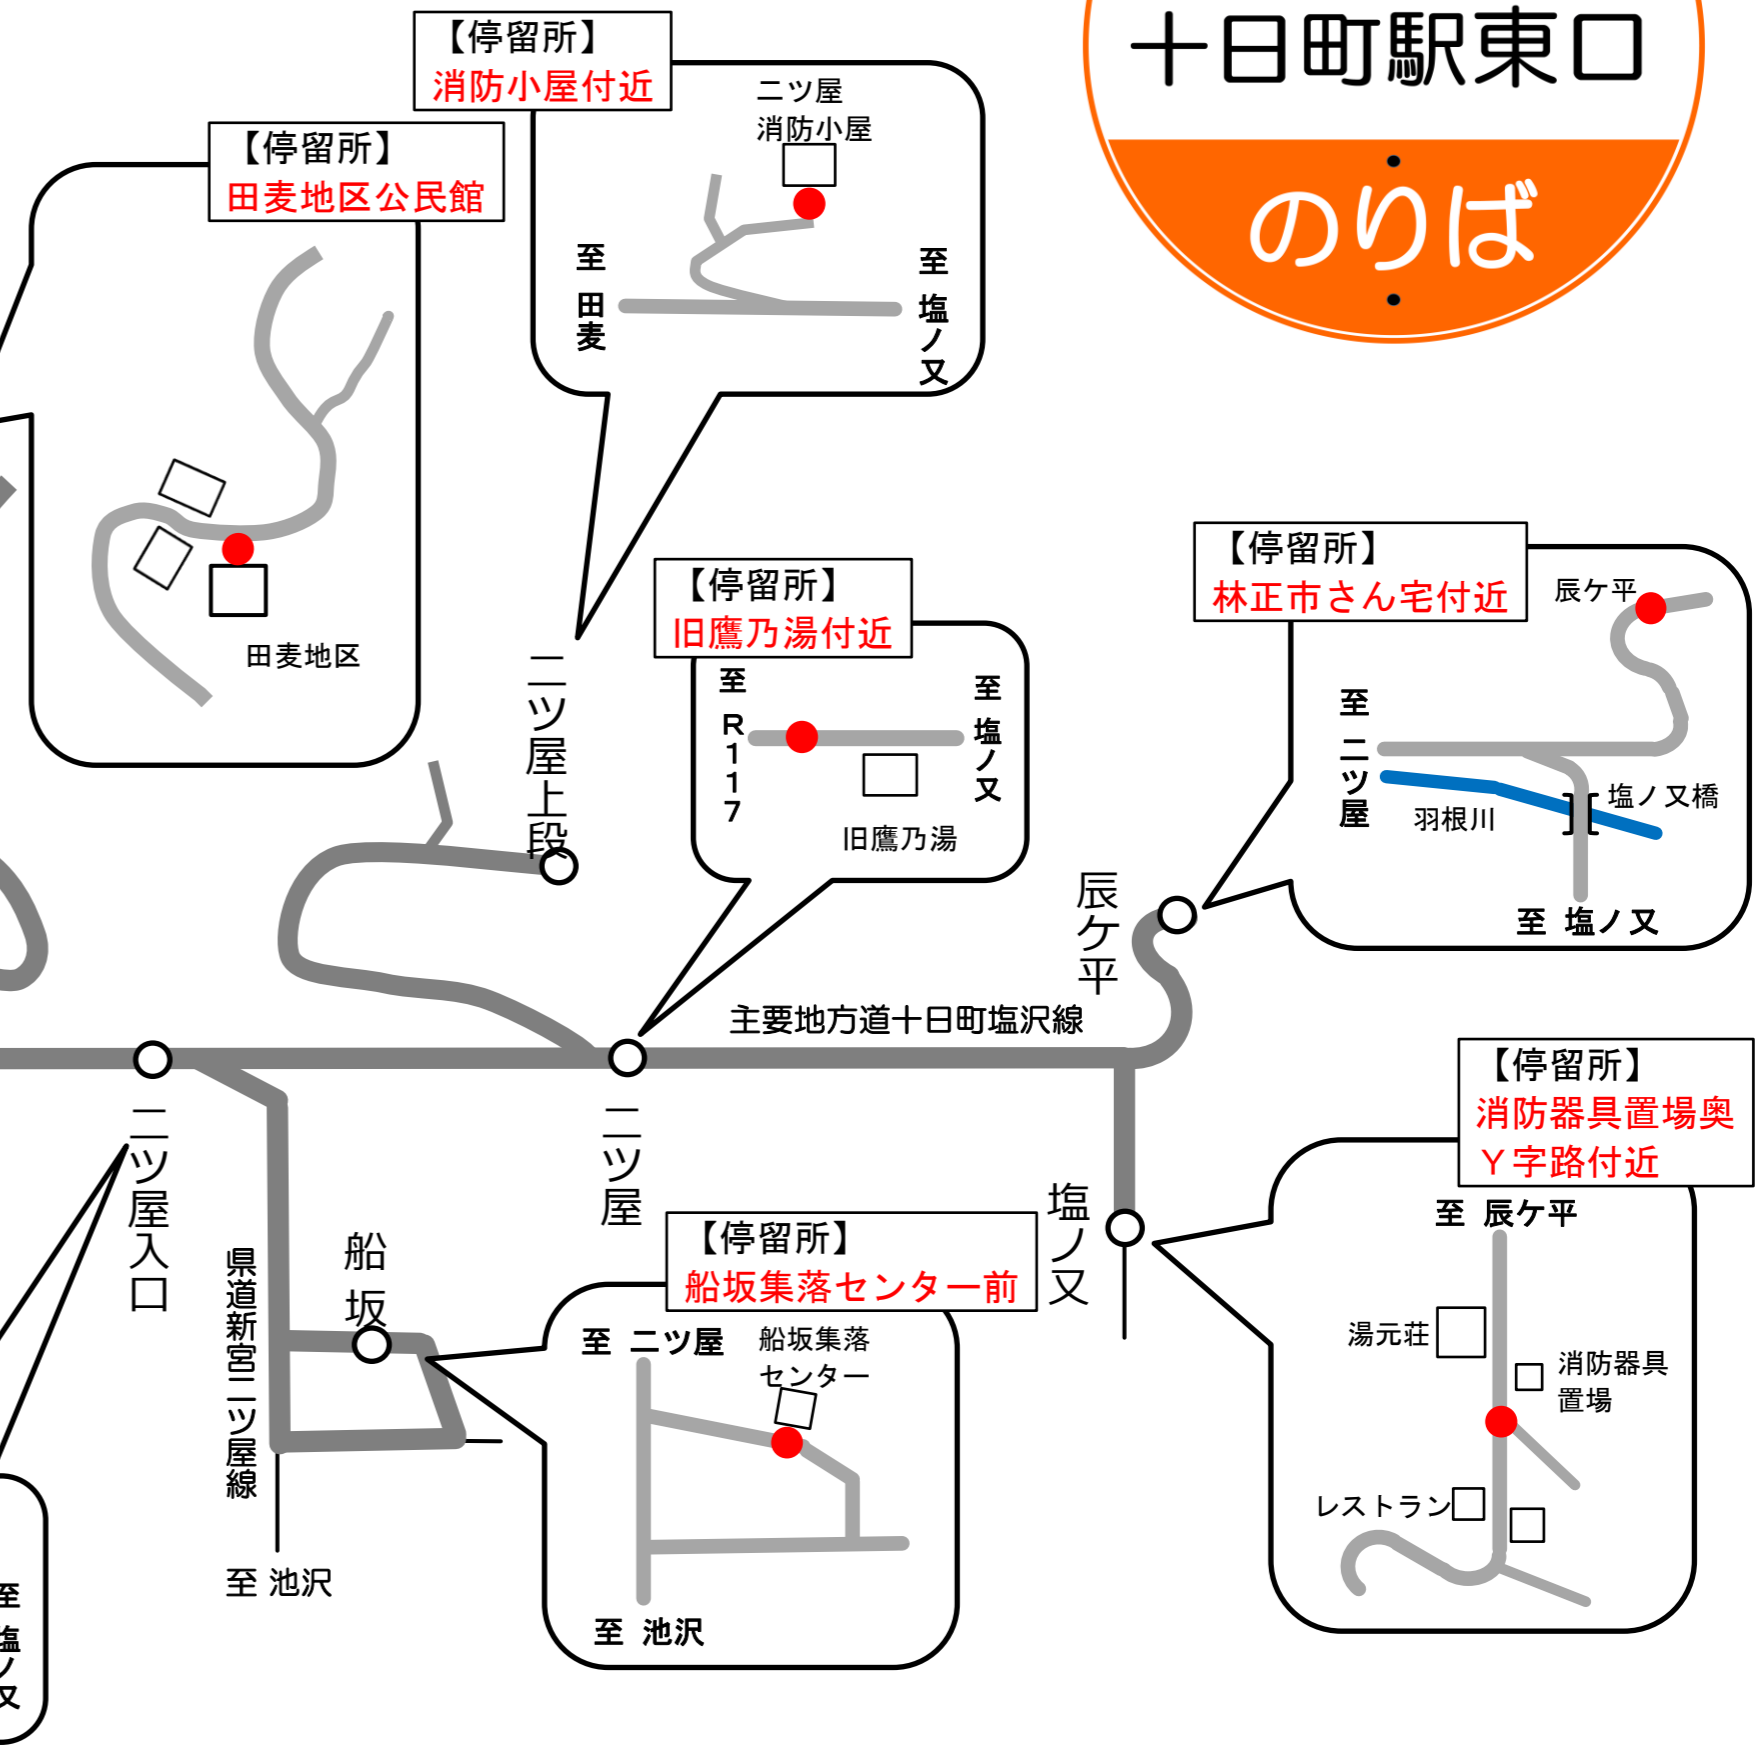 十日町駅東口
のりば
【停留所】
消防小屋付近
二ツ屋
消防小屋
至 田麦
至 塩ノ又
【停留所】
田麦地区公民館
田麦地区
二ツ屋上段
【停留所】
旧鷹乃湯付近
至 R117
至 塩ノ又
旧鷹乃湯
【停留所】
林正市さん宅付近
辰ケ平
至 二ツ屋
羽根川
塩ノ又橋
至 塩ノ又
辰ケ平
主要地方道十日町塩沢線
二ツ屋入口
二ツ屋
塩ノ又
船坂
県道新宮二ツ屋線
至 池沢
【停留所】
船坂集落センター前
至 二ツ屋
船坂集落
センター
至 池沢
【停留所】
消防器具置場奥
Y字路付近
至 辰ケ平
湯元荘
消防器具
置場
レストラン
至 塩ノ又